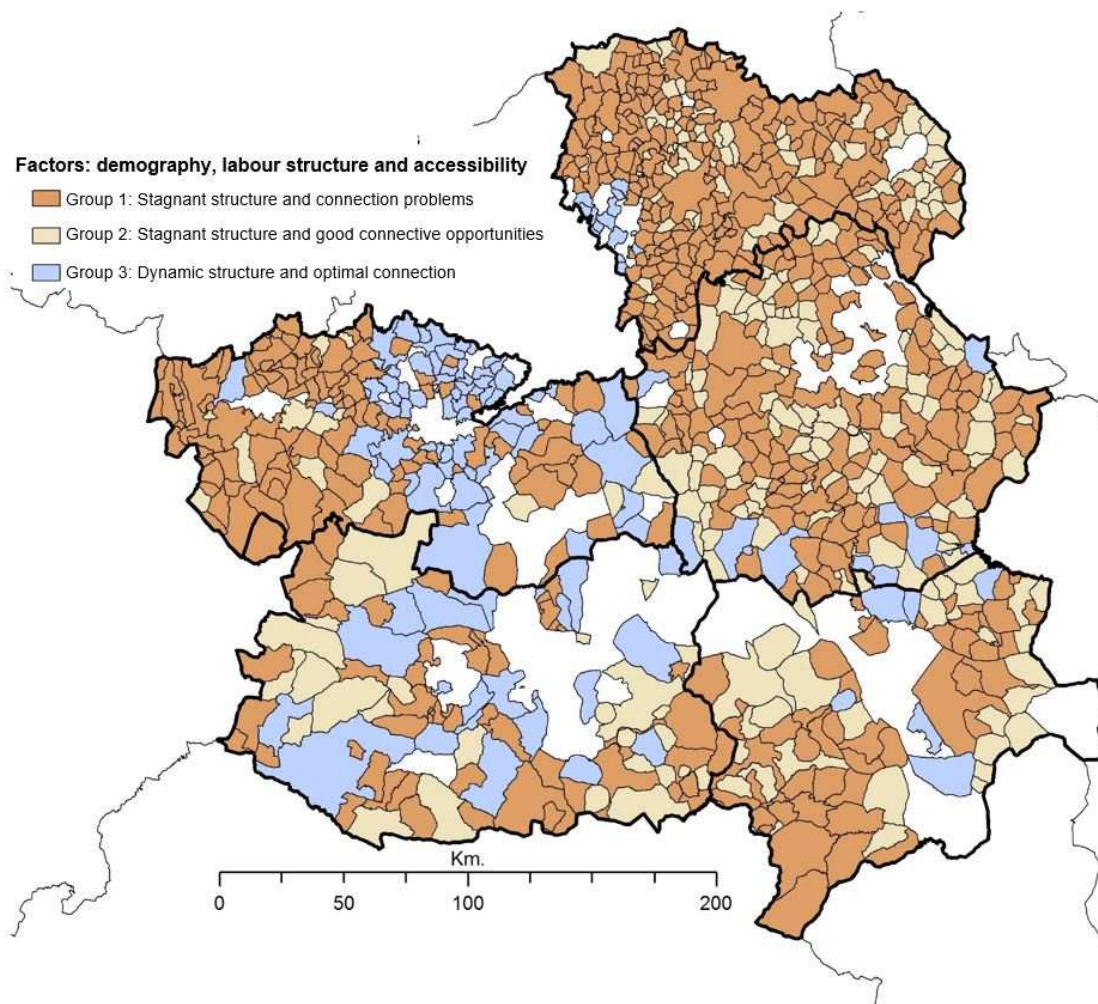 Factors: demography, labour structure and accessibility
Group 1: Stagnant structure and connection problems
Group 2: Stagnant structure and good connective opportunities
Group 3: Dynamic structure and optimal connection
Km.
0 50 100 200